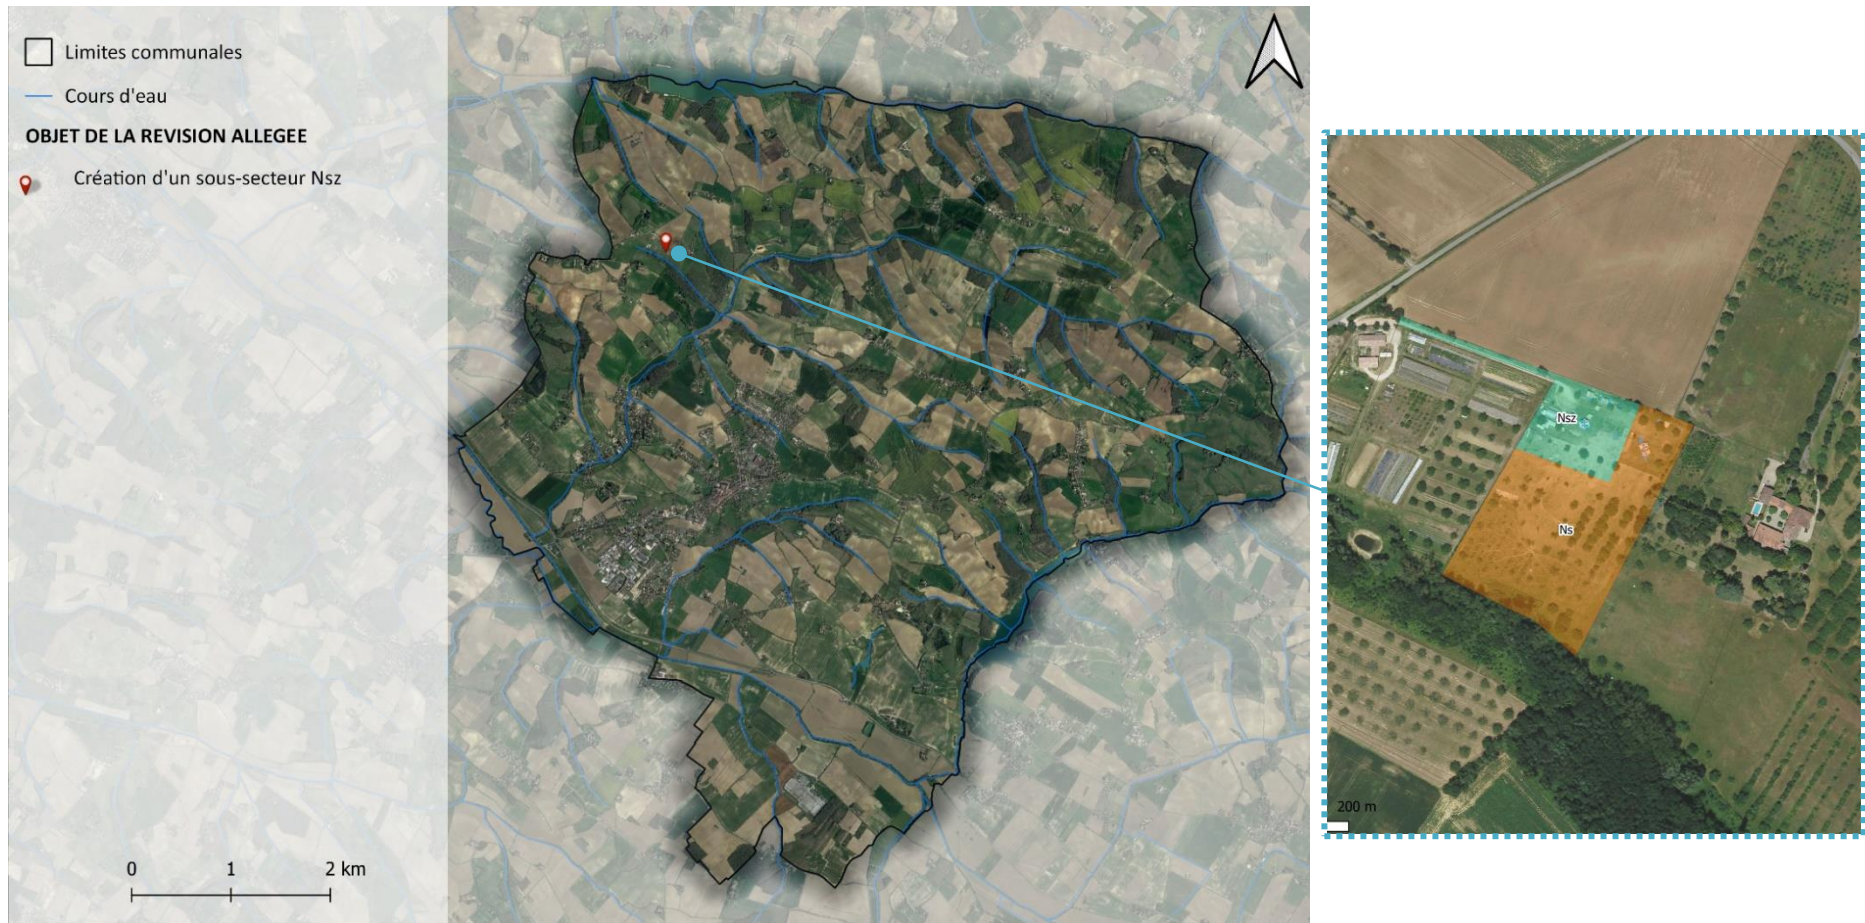 Limites communales
Cours d'eau
OBJET DE LA REVISION ALLEGEE
Création d'un sous-secteur Nsz
0 1 2 km
Nsz
Ns
200 m